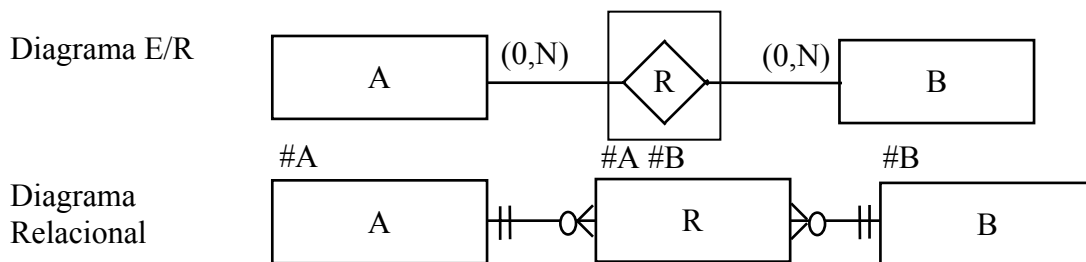 Diagrama E/R
A
(0,N)
R
(0,N)
B
#A
#A #B
#B
Diagrama
Relacional
A
R
B